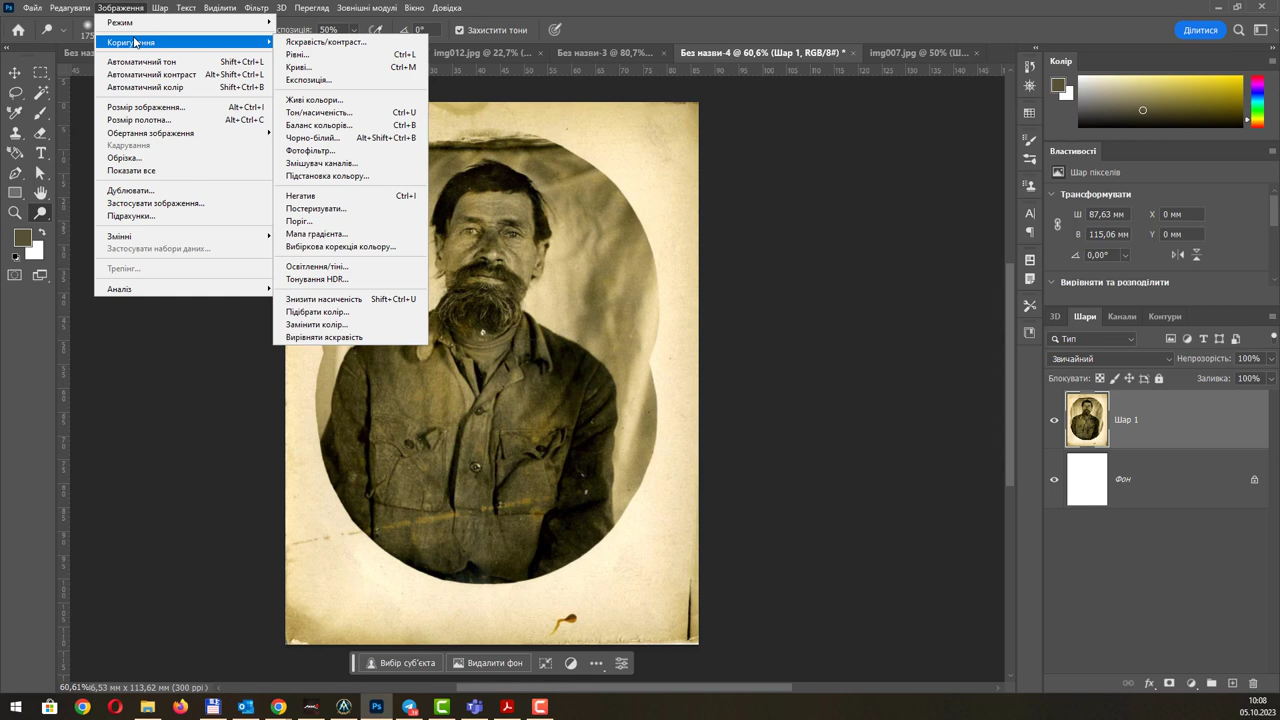 Файл Редагувати Зображення Шар Текст Виділити Фільтр 3D Перегляд Зовнішні модулі Вікно Довідка
50% 0° Захистити тони Ділитися
img012.jpg @ 22,7% (... Без назви-3 @ 80,7%... Без назви-4 @ 60,6% (Шар 1, RGB/8#) * img007.jpg @ 50% (Ш...
Режим
Коригування
Автоматичний тон Shift+Ctrl+L
Автоматичний контраст Alt+Shift+Ctrl+L
Автоматичний колір Shift+Ctrl+B
Розмір зображення... Alt+Ctrl+I
Розмір полотна... Alt+Ctrl+C
Обертання зображення
Кадрування
Обрізка...
Показати все
Дублювати...
Застосувати зображення...
Підрахунки...
Змінні
Застосувати набори даних...
Трепінг...
Аналіз
Яскравість/контраст...
Рівні... Ctrl+L
Криві... Ctrl+M
Експозиція...
Живі кольори...
Тон/насиченість... Ctrl+U
Баланс кольорів... Ctrl+B
Чорно-білий... Alt+Shift+Ctrl+B
Фотофільтр...
Змішувач каналів...
Підстановка кольору...
Негатив Ctrl+I
Постеризувати...
Поріг...
Мапа градієнта...
Вибіркова корекція кольору...
Освітлення/тіні...
Тонування HDR...
Знизити насиченість Shift+Ctrl+U
Підібрати колір...
Замінити колір...
Вирівняти яскравість
Колір
Властивості
Шар пікселів
Трансформувати
Ш 87,63 мм X 0 мм
В 115,06 мм Y 0 мм
0,00°
Вирівняти та розподілити
3D Шари Канали Контури
Тип
Звичайний Непрозорість: 100%
Блокувати: Заливка: 100%
Шар 1
Фон
Вибір суб'єкта Видалити фон
60,61% 6,53 мм x 113,62 мм (300 ppi)
10:08
05.10.2023